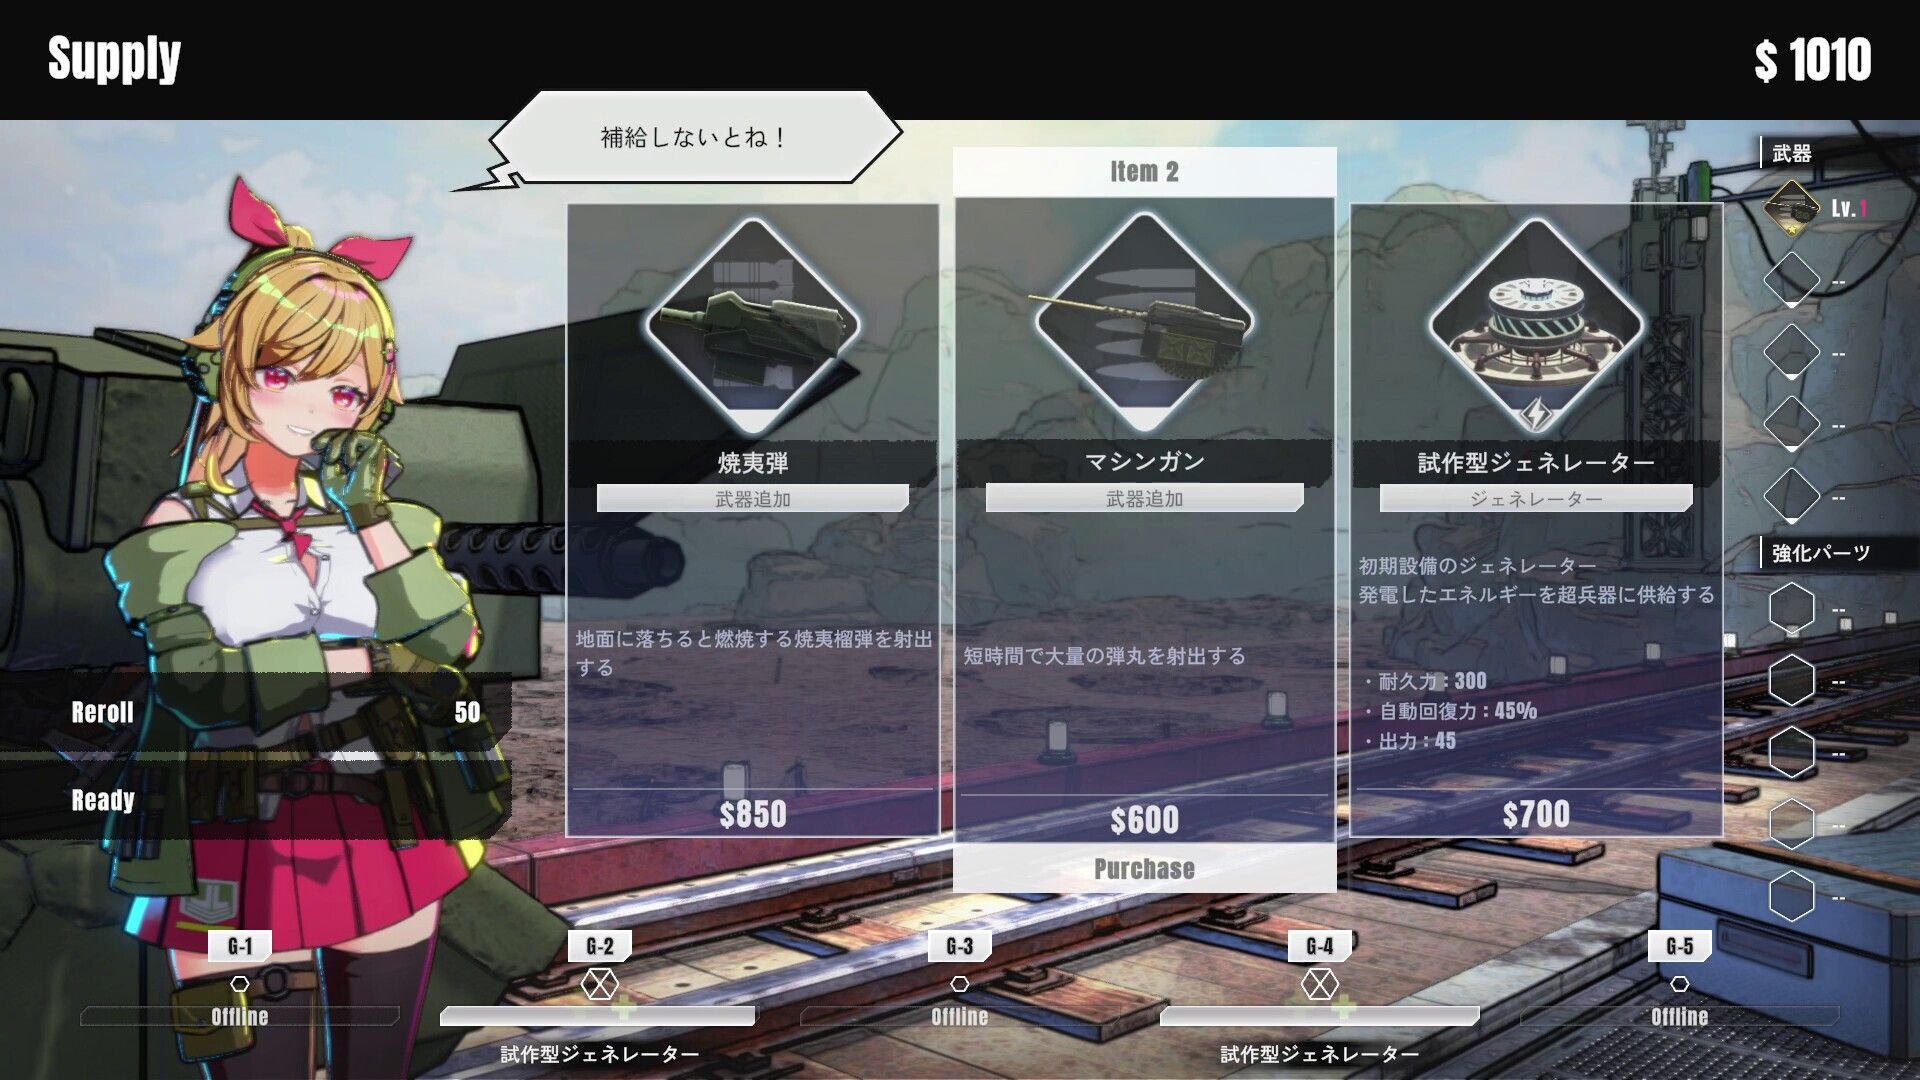 Supply
$ 1010
補給しないとね！
Item 2
焼夷弾
武器追加
地面に落ちると燃焼する焼夷榴弾を射出
する
$850
マシンガン
武器追加
短時間で大量の弾丸を射出する
$600
Purchase
試作型ジェネレーター
ジェネレーター
初期設備のジェネレーター
発電したエネルギーを超兵器に供給する
・耐久力：300
・自動回復力：45%
・出力：45
$700
武器
Lv.1
--
--
--
--
強化パーツ
--
--
--
--
--
Reroll 50
Ready
G-1
Offline
G-2
試作型ジェネレーター
G-3
Offline
G-4
試作型ジェネレーター
G-5
Offline